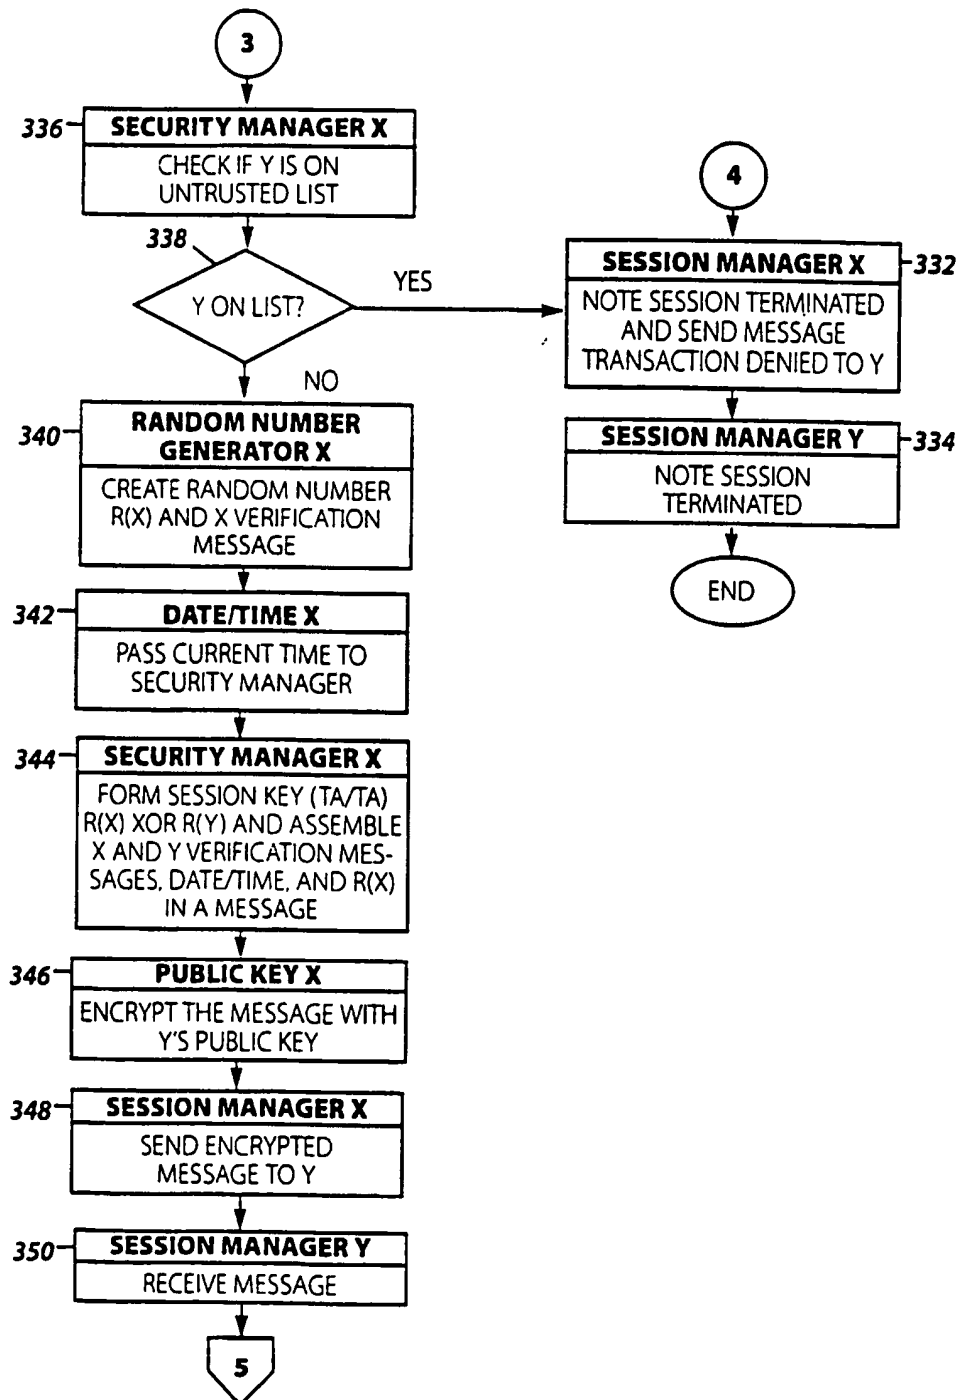 3
336
SECURITY MANAGER X
CHECK IF Y IS ON
UNTRUSTED LIST
338
Y ON LIST?
YES
NO
4
SESSION MANAGER X
332
NOTE SESSION TERMINATED
AND SEND MESSAGE
TRANSACTION DENIED TO Y
SESSION MANAGER Y
334
NOTE SESSION
TERMINATED
END
340
RANDOM NUMBER
GENERATOR X
CREATE RANDOM NUMBER
R(X) AND X VERIFICATION
MESSAGE
342
DATE/TIME X
PASS CURRENT TIME TO
SECURITY MANAGER
344
SECURITY MANAGER X
FORM SESSION KEY (TA/TA)
R(X) XOR R(Y) AND ASSEMBLE
X AND Y VERIFICATION MES-
SAGES, DATE/TIME, AND R(X)
IN A MESSAGE
346
PUBLIC KEY X
ENCRYPT THE MESSAGE WITH
Y'S PUBLIC KEY
348
SESSION MANAGER X
SEND ENCRYPTED
MESSAGE TO Y
350
SESSION MANAGER Y
RECEIVE MESSAGE
5